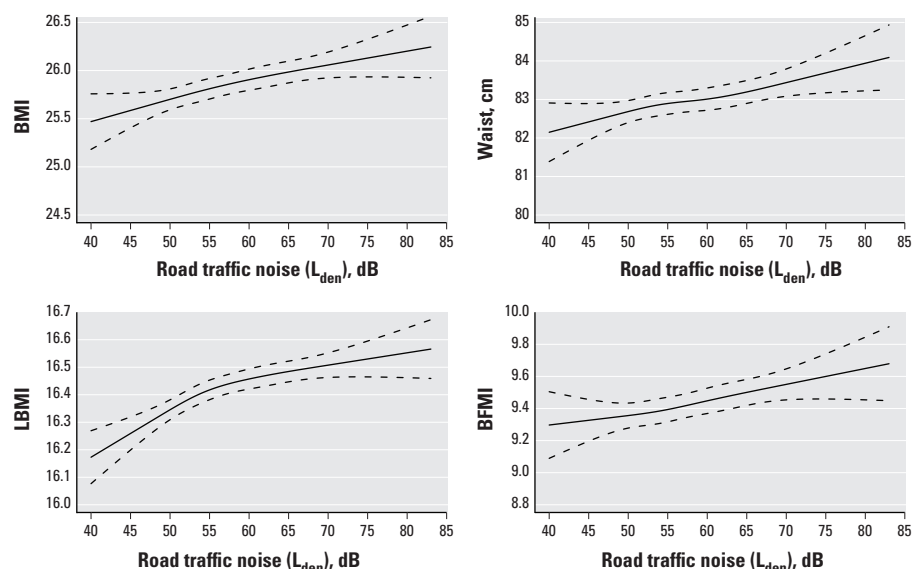 26.5
26.0
25.5
25.0
24.5
BMI
40 45 50 55 60 65 70 75 80 85
Road traffic noise (Lden), dB
85
84
83
82
81
80
Waist, cm
40 45 50 55 60 65 70 75 80 85
Road traffic noise (Lden), dB
16.7
16.6
16.5
16.4
16.3
16.2
16.1
16.0
LBMI
40 45 50 55 60 65 70 75 80 85
Road traffic noise (Lden), dB
10.0
9.8
9.6
9.4
9.2
9.0
8.8
BFMI
40 45 50 55 60 65 70 75 80 85
Road traffic noise (Lden), dB